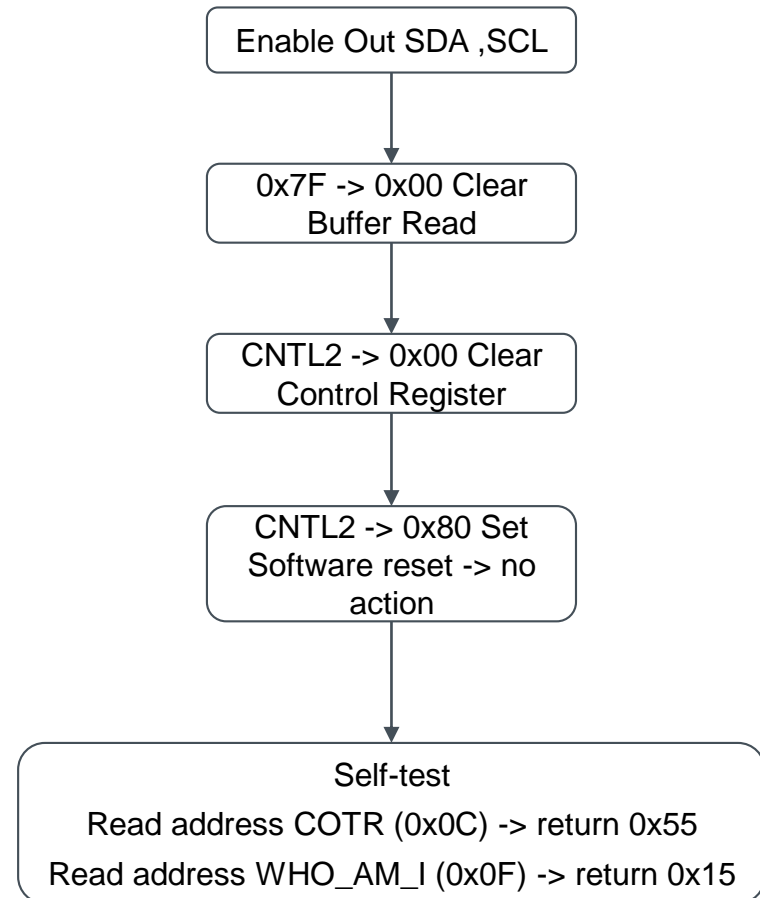 Enable Out SDA ,SCL
0x7F -> 0x00 Clear
Buffer Read
CNTL2 -> 0x00 Clear
Control Register
CNTL2 -> 0x80 Set
Software reset -> no
action
Self-test
Read address COTR (0x0C) -> return 0x55
Read address WHO_AM_I (0x0F) -> return 0x15